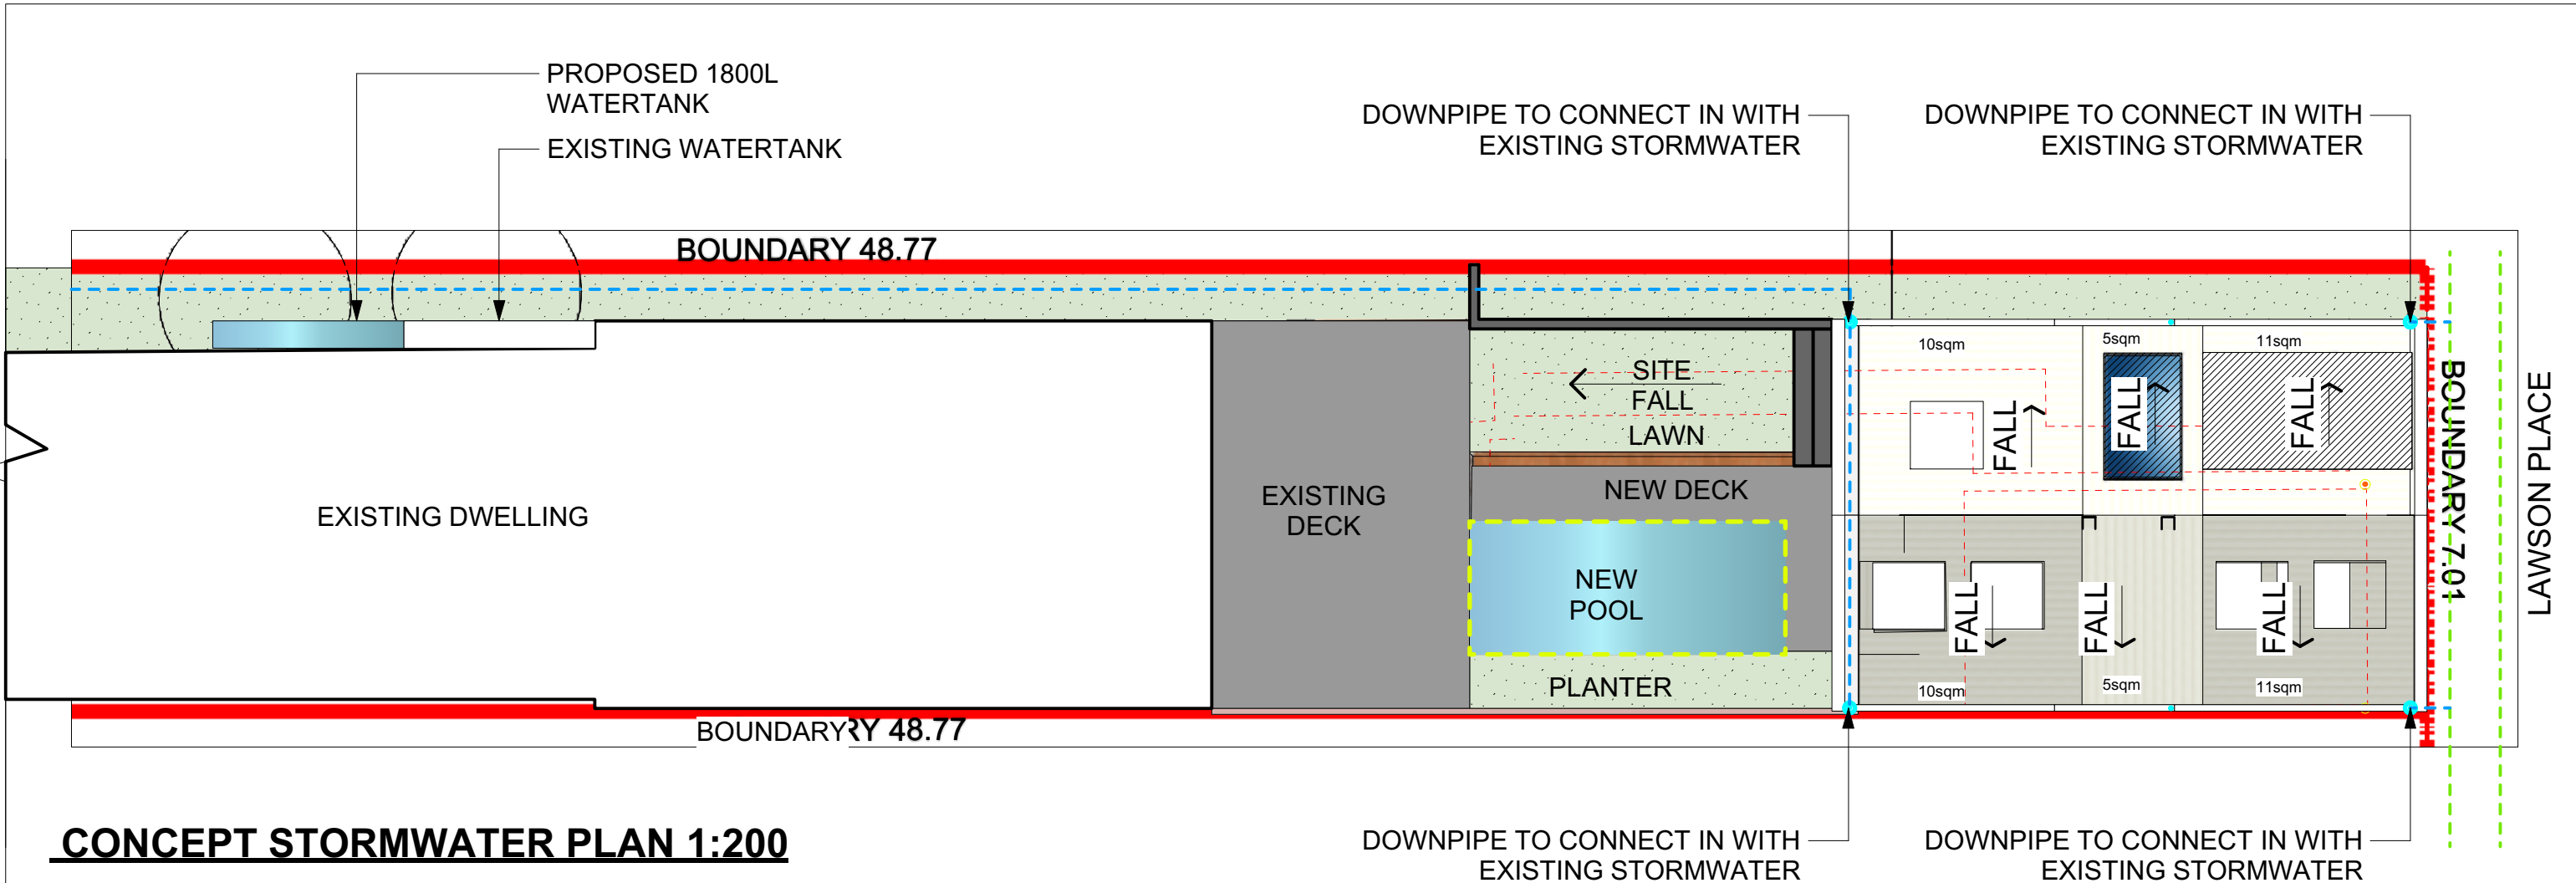 PROPOSED 1800L
WATERTANK
EXISTING WATERTANK
DOWNPIPE TO CONNECT IN WITH
EXISTING STORMWATER
DOWNPIPE TO CONNECT IN WITH
EXISTING STORMWATER
BOUNDARY 48.77
10sqm
5sqm
11sqm
SITE
FALL
LAWN
FALL
FALL
FALL
BOUNDARY 7.01
LAWSON PLACE
EXISTING DWELLING
EXISTING
DECK
NEW DECK
NEW
POOL
FALL
FALL
FALL
PLANTER
10sqm
5sqm
11sqm
BOUNDARY RY 48.77
CONCEPT STORMWATER PLAN 1:200
DOWNPIPE TO CONNECT IN WITH
EXISTING STORMWATER
DOWNPIPE TO CONNECT IN WITH
EXISTING STORMWATER